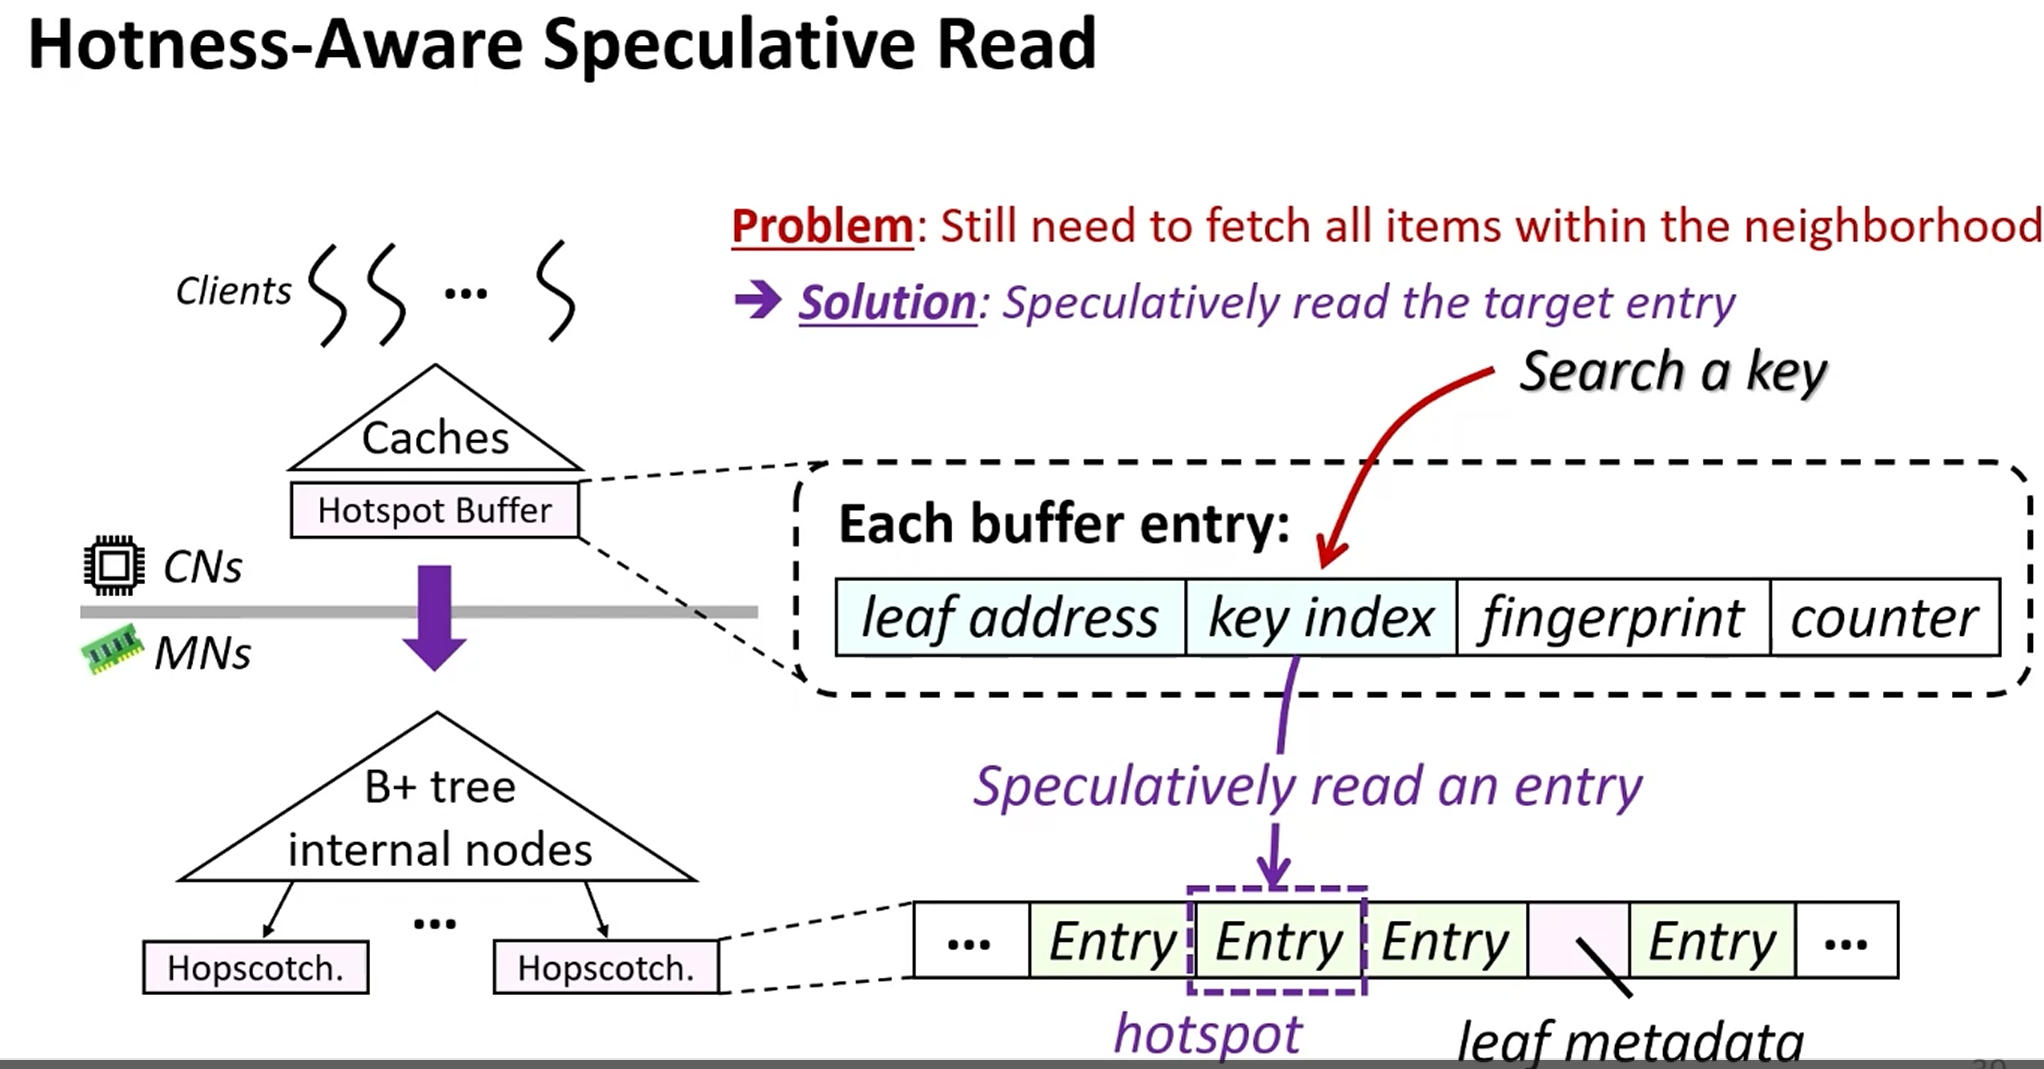 Hotness-Aware Speculative Read
Problem: Still need to fetch all items within the neighborhood
➔ Solution: Speculatively read the target entry
Clients ...
Search a key
Caches
Hotspot Buffer
Each buffer entry:
CNs
leaf address key index fingerprint counter
MNs
Speculatively read an entry
B+ tree
internal nodes
...
Hopscotch. Hopscotch.
... Entry Entry Entry Entry ...
hotspot
leaf metadata